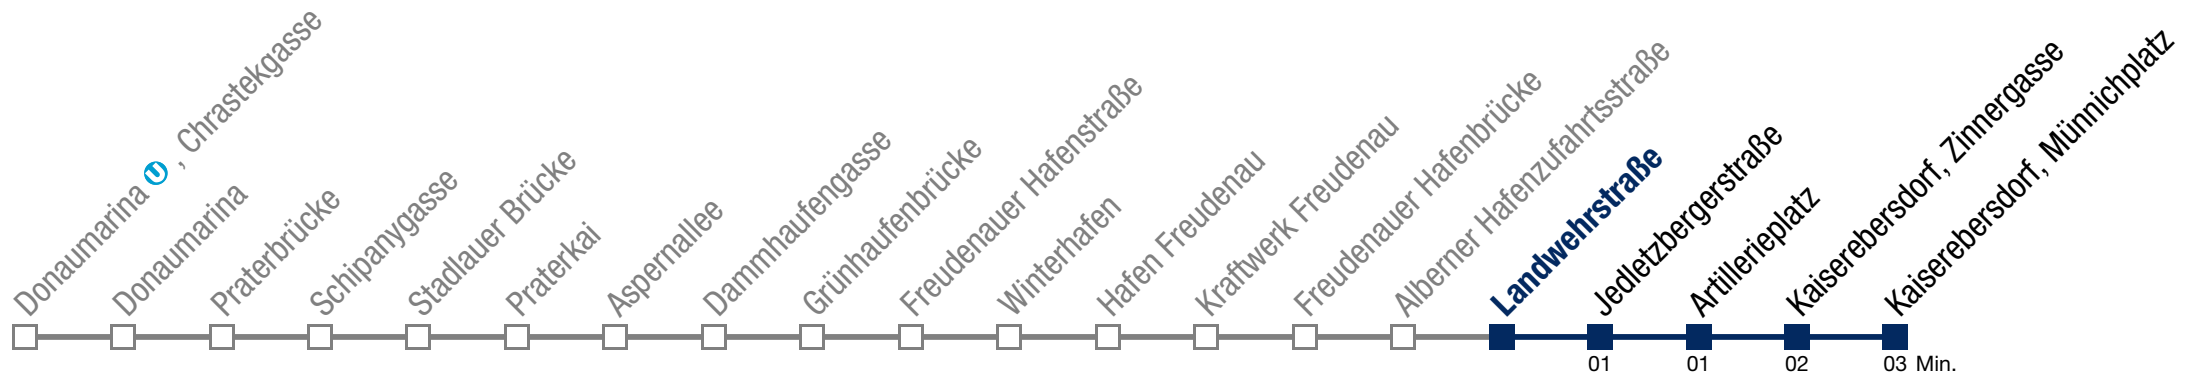 Donaumarina U, Chrastekgasse
Donaumarina
Praterbrücke
Schipanygasse
Stadlauer Brücke
Praterkai
Aspernallee
Dammhaufengasse
Grünhaufenbrücke
Freudenauer Hafenstraße
Winterhafen
Hafen Freudenau
Kraftwerk Freudenau
Freudenauer Hafenbrücke
Alberner Hafenzufahrtsstraße
Landwehrstraße
Jedletzbergerstraße
Artillerieplatz
Kaiserebersdorf, Zinnergasse
Kaiserebersdorf, Münnichplatz
01 01 02 03 Min.